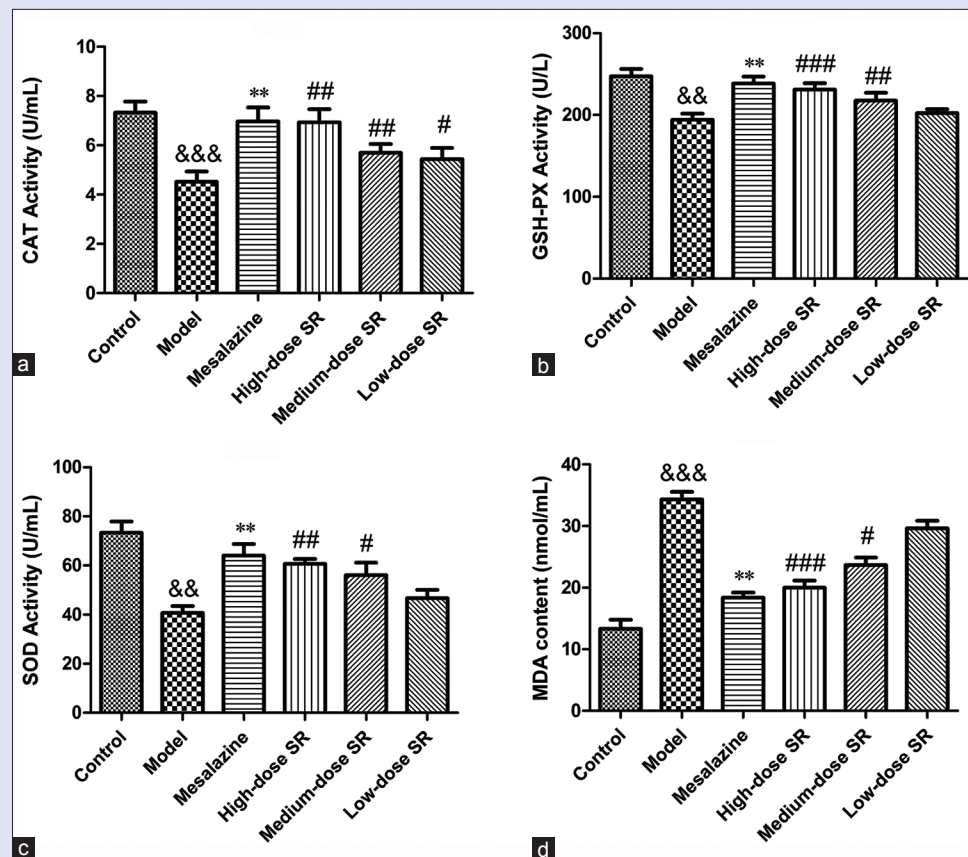 CAT Activity (U/mL)
10
8
6
4
2
0
&&&
**
##
##
#
Control
Model
Mesalazine
High-dose SR
Medium-dose SR
Low-dose SR
a
GSH-PX Activity (U/L)
300
200
100
0
&&
**
###
##
Control
Model
Mesalazine
High-dose SR
Medium-dose SR
Low-dose SR
b
SOD Activity (U/mL)
100
80
60
40
20
0
&&
**
##
#
Control
Model
Mesalazine
High-dose SR
Medium-dose SR
Low-dose SR
c
MDA content (nmol/mL)
40
30
20
10
0
&&&
**
###
#
Control
Model
Mesalazine
High-dose SR
Medium-dose SR
Low-dose SR
d